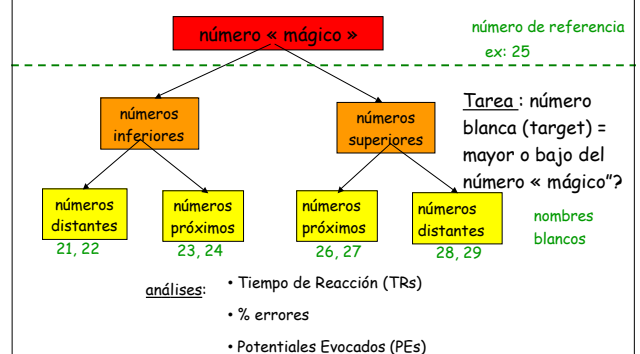 número « mágico »
número de referencia
ex: 25
números
inferiores
números
superiores
Tarea : número
blanca (target) =
mayor o bajo del
número « mágico”?
números
distantes
números
próximos
números
próximos
números
distantes
21, 22
23, 24
26, 27
28, 29
nombres
blancos
análises:
• Tiempo de Reacción (TRs)
• % errores
• Potentiales Evocados (PEs)